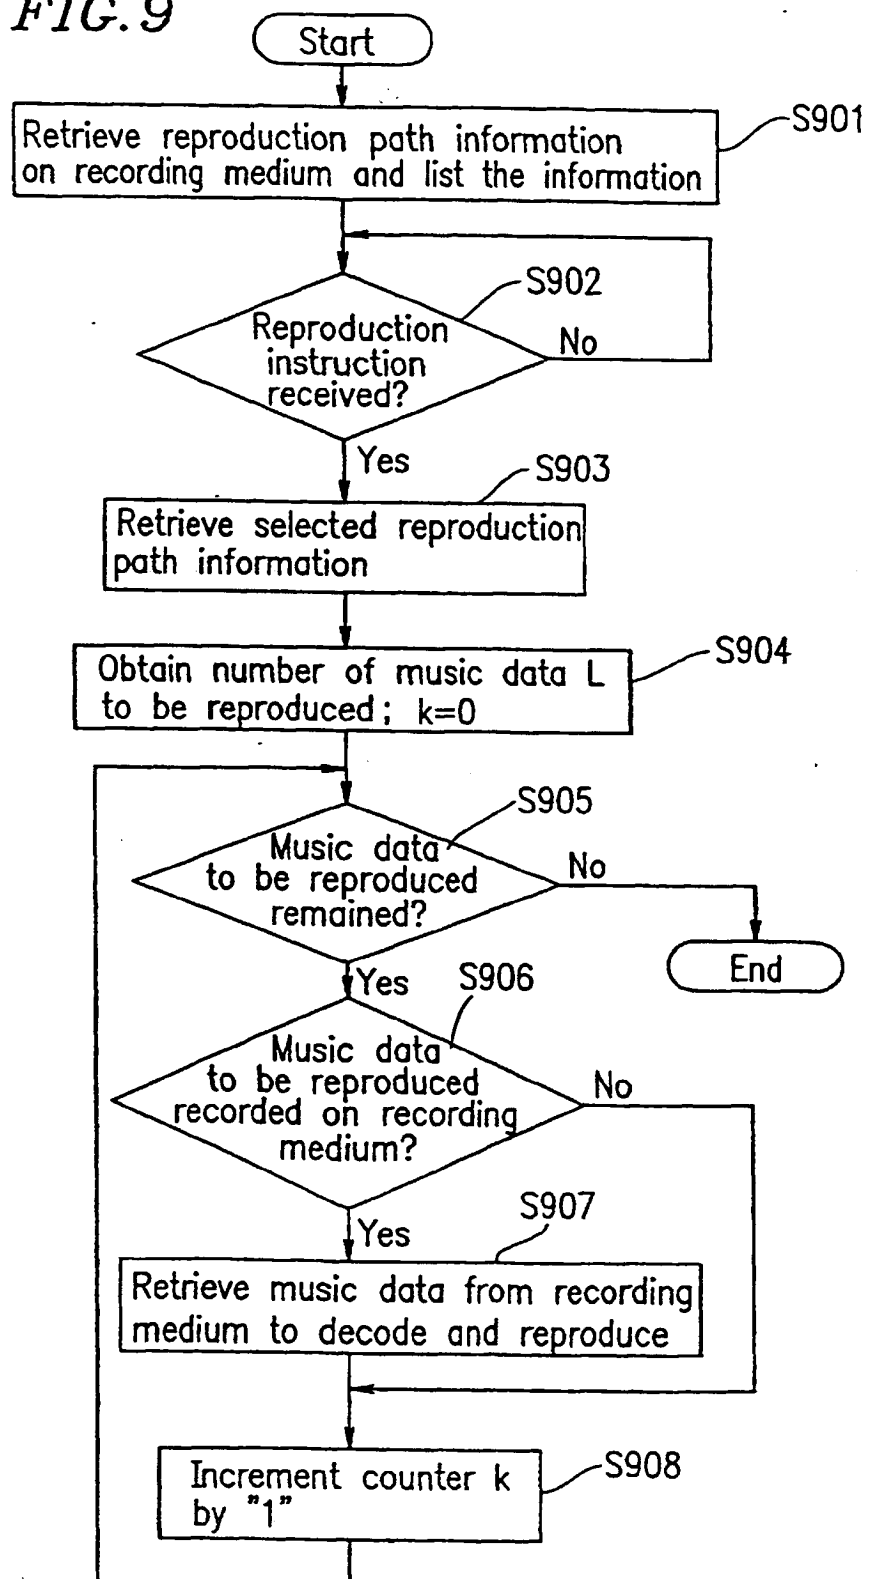 FIG. 9
Start
S901
Retrieve reproduction path information
on recording medium and list the information
S902
Reproduction
instruction
received?
No
Yes
S903
Retrieve selected reproduction
path information
S904
Obtain number of music data L
to be reproduced; k=0
S905
Music data
to be reproduced
remained?
No
End
Yes
S906
Music data
to be reproduced
recorded on recording
medium?
No
Yes
S907
Retrieve music data from recording
medium to decode and reproduce
S908
Increment counter k
by "1"